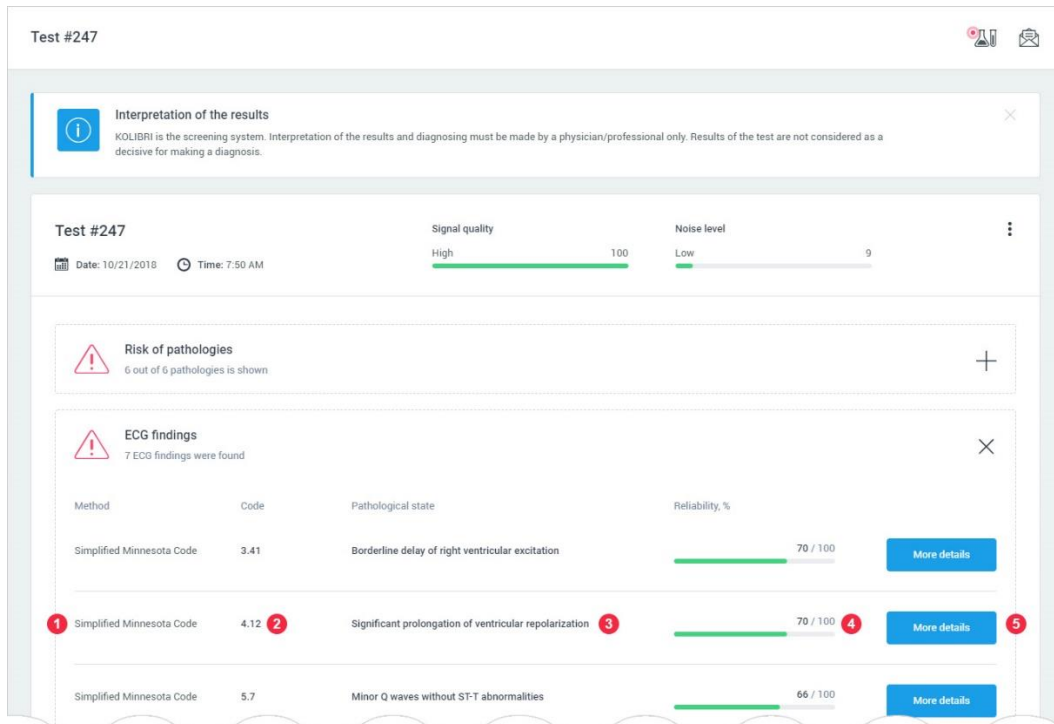 Test #247
Interpretation of the results
KOLIBRI is the screening system. Interpretation of the results and diagnosing must be made by a physician/professional only. Results of the test are not considered as a
decisive for making a diagnosis.
Test #247
Signal quality
Noise level
Date: 10/21/2018 Time: 7:50 AM
High 100
Low 9
Risk of pathologies
6 out of 6 pathologies is shown
ECG findings
7 ECG findings were found
Method Code Pathological state Reliability, %
Simplified Minnesota Code 3.41 Borderline delay of right ventricular excitation 70 / 100 More details
1 Simplified Minnesota Code 4.12 2 Significant prolongation of ventricular repolarization 3 70 / 100 4 More details 5
Simplified Minnesota Code 5.7 Minor Q waves without ST-T abnormalities 66 / 100 More details